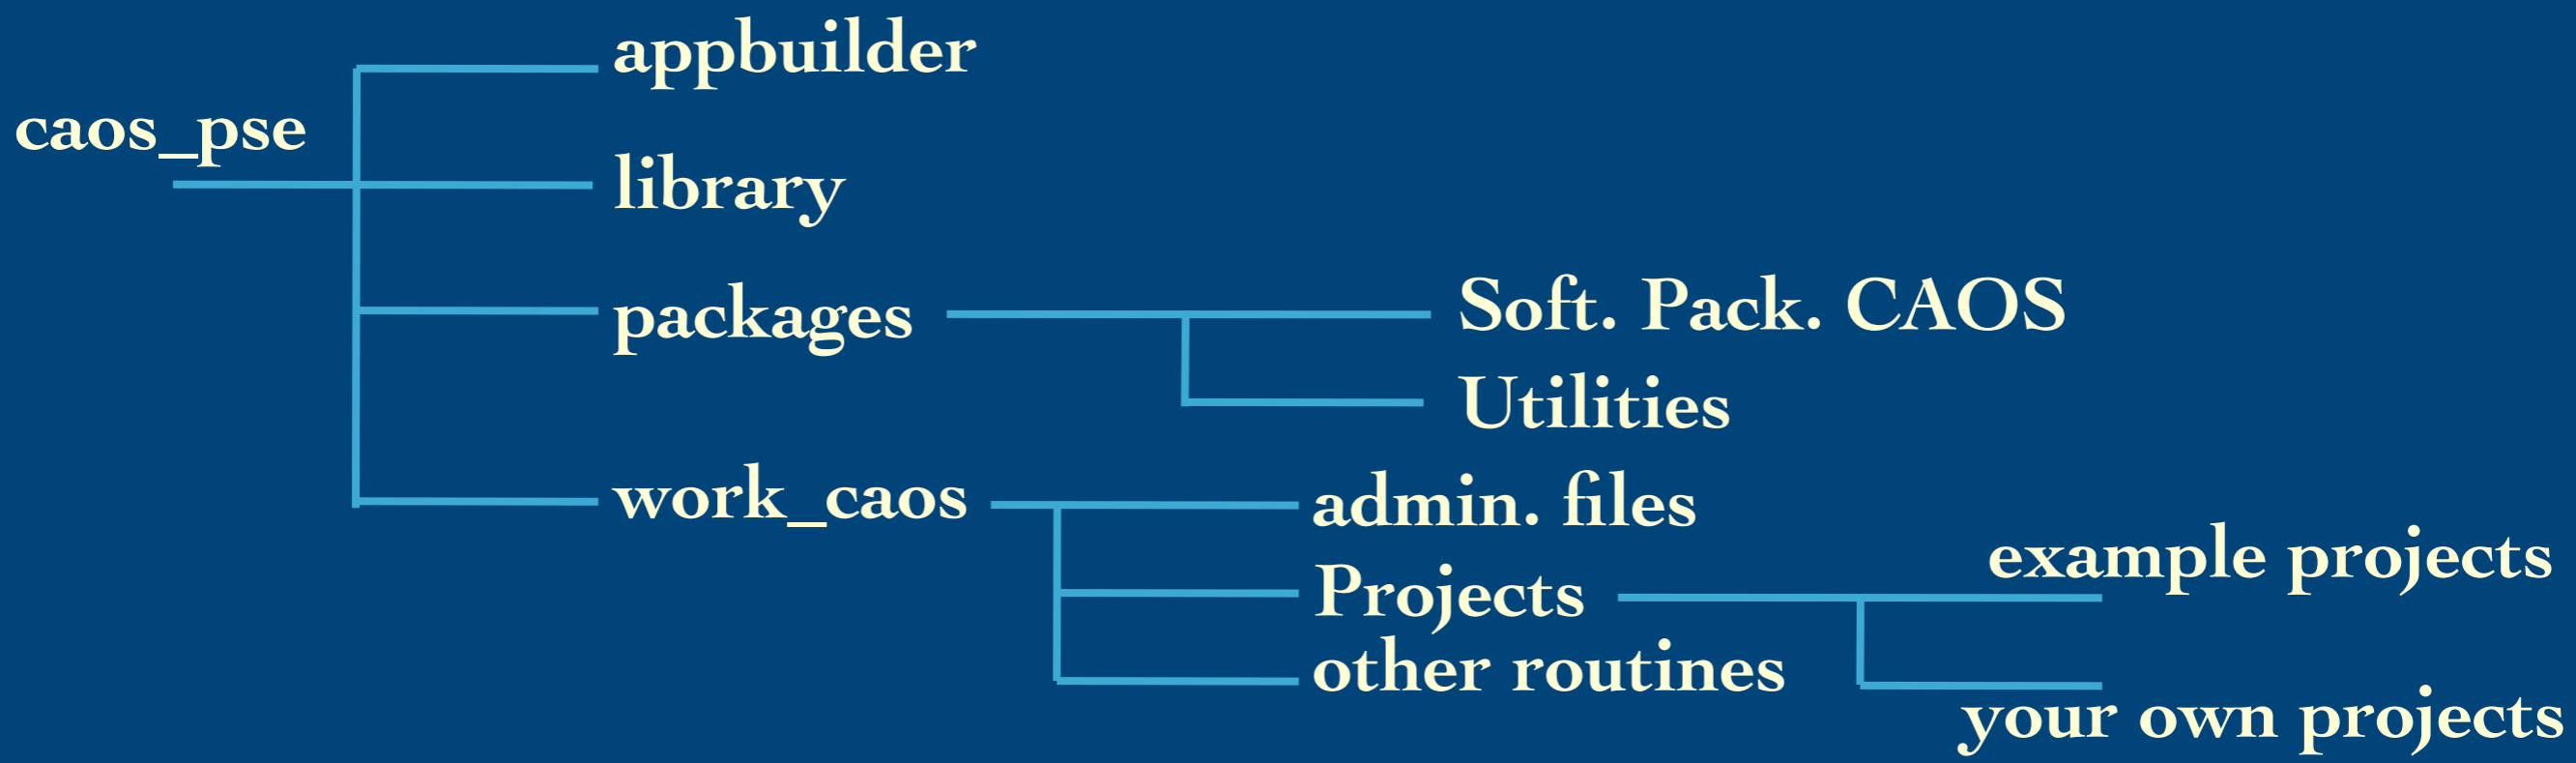 appbuilder
caos_pse
library
packages
Soft. Pack. CAOS
Utilities
work_caos
admin. files
Projects
example projects
other routines
your own projects